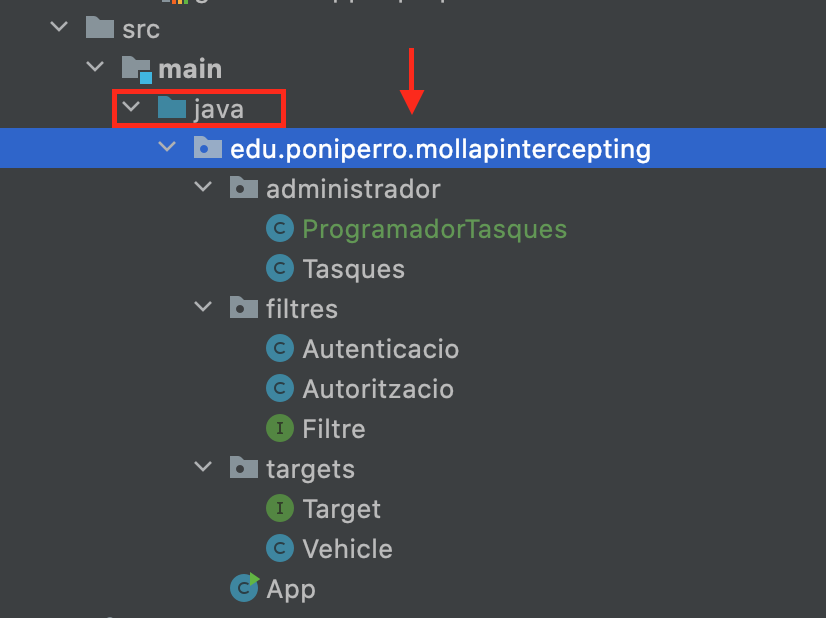 src
main
java
edu.poniperro.mollapintercepting
administrador
ProgramadorTasques
Tasques
filtres
Autenticacio
Autoritzacio
Filtre
targets
Target
Vehicle
App